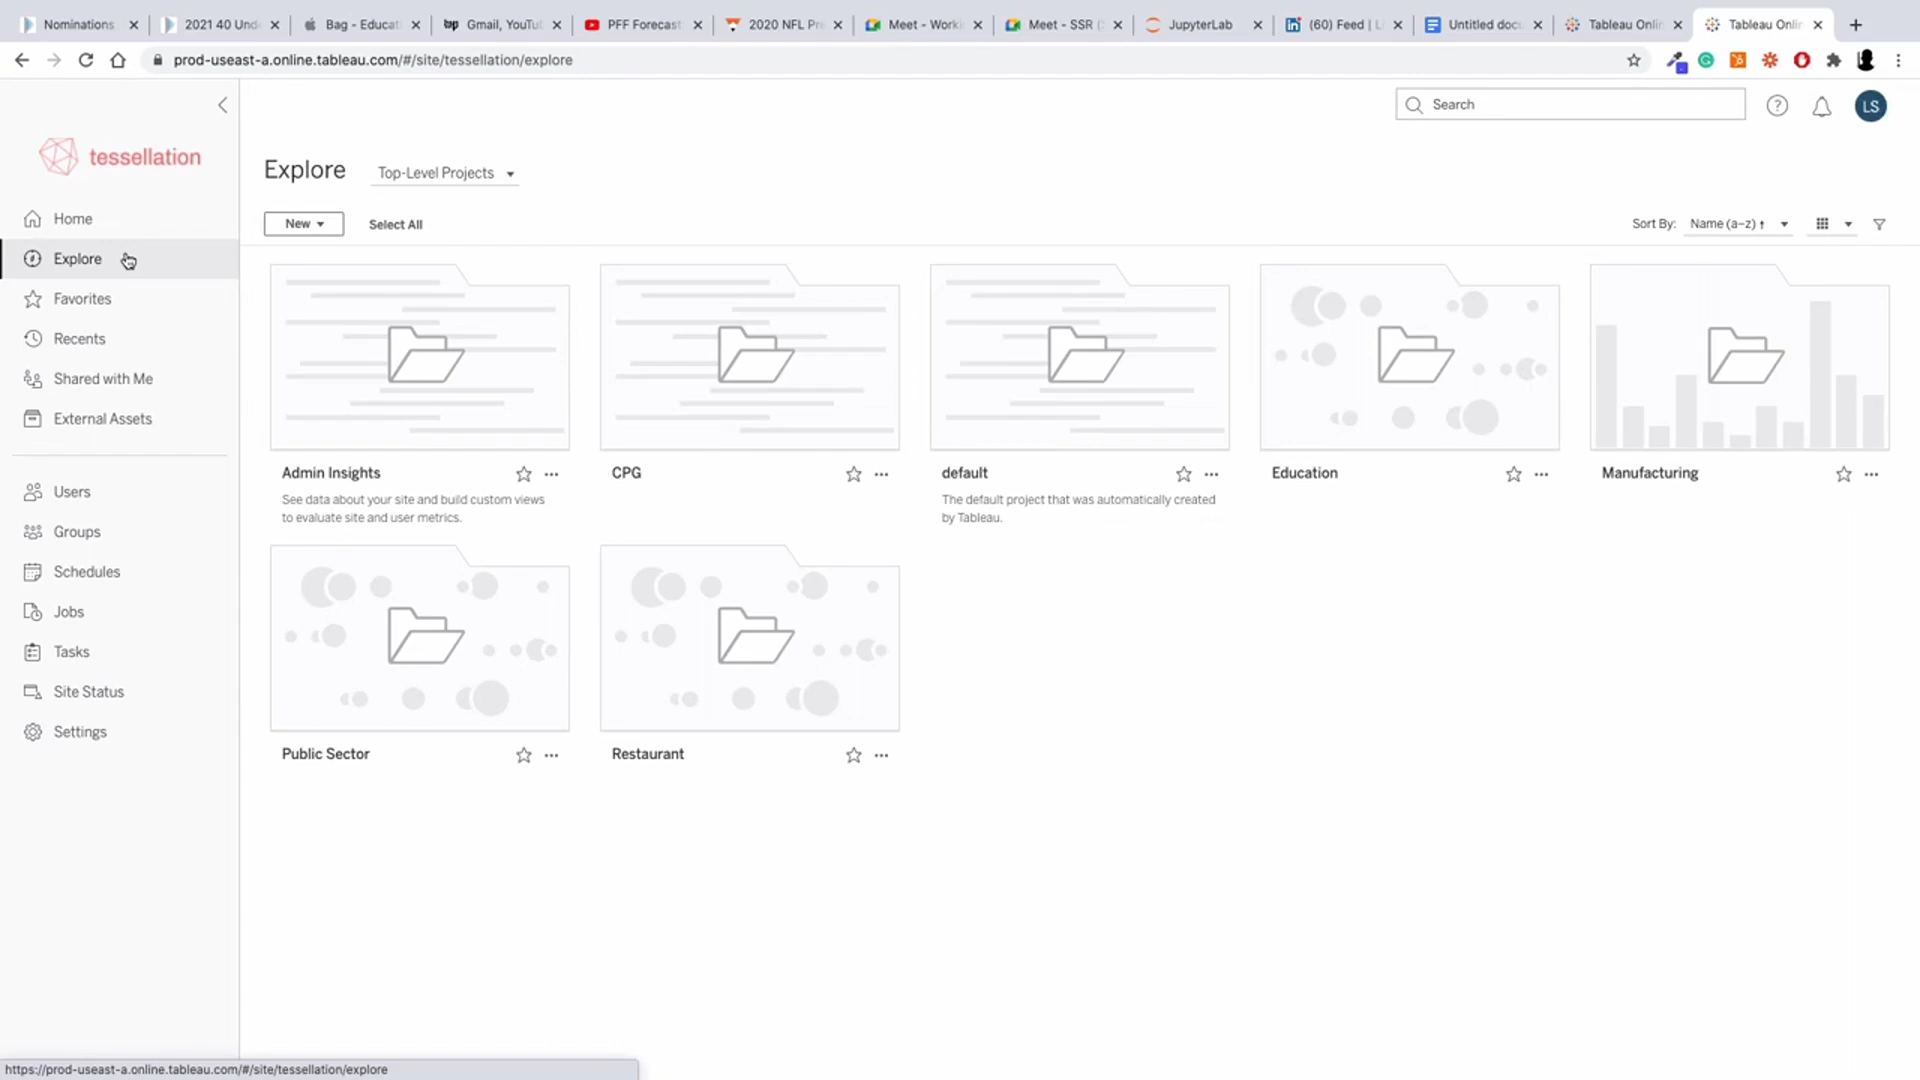 Nominations
2021 40 Und
Bag - Educati
Gmail, YouTu
PFF Forecast
2020 NFL Pr
Meet - Worki
Meet - SSR (
JupyterLab
(60) Feed | L
Untitled docu
Tableau Onlin
Tableau Onlin
prod-useast-a.online.tableau.com/#/site/tessellation/explore
tessellation
Search
LS
Explore
Top-Level Projects
New
Select All
Sort By: Name (a–z) ↑
Home
Explore
Favorites
Recents
Shared with Me
External Assets
Users
Groups
Schedules
Jobs
Tasks
Site Status
Settings
Admin Insights
See data about your site and build custom views
to evaluate site and user metrics.
CPG
default
The default project that was automatically created
by Tableau.
Education
Manufacturing
Public Sector
Restaurant
https://prod-useast-a.online.tableau.com/#/site/tessellation/explore